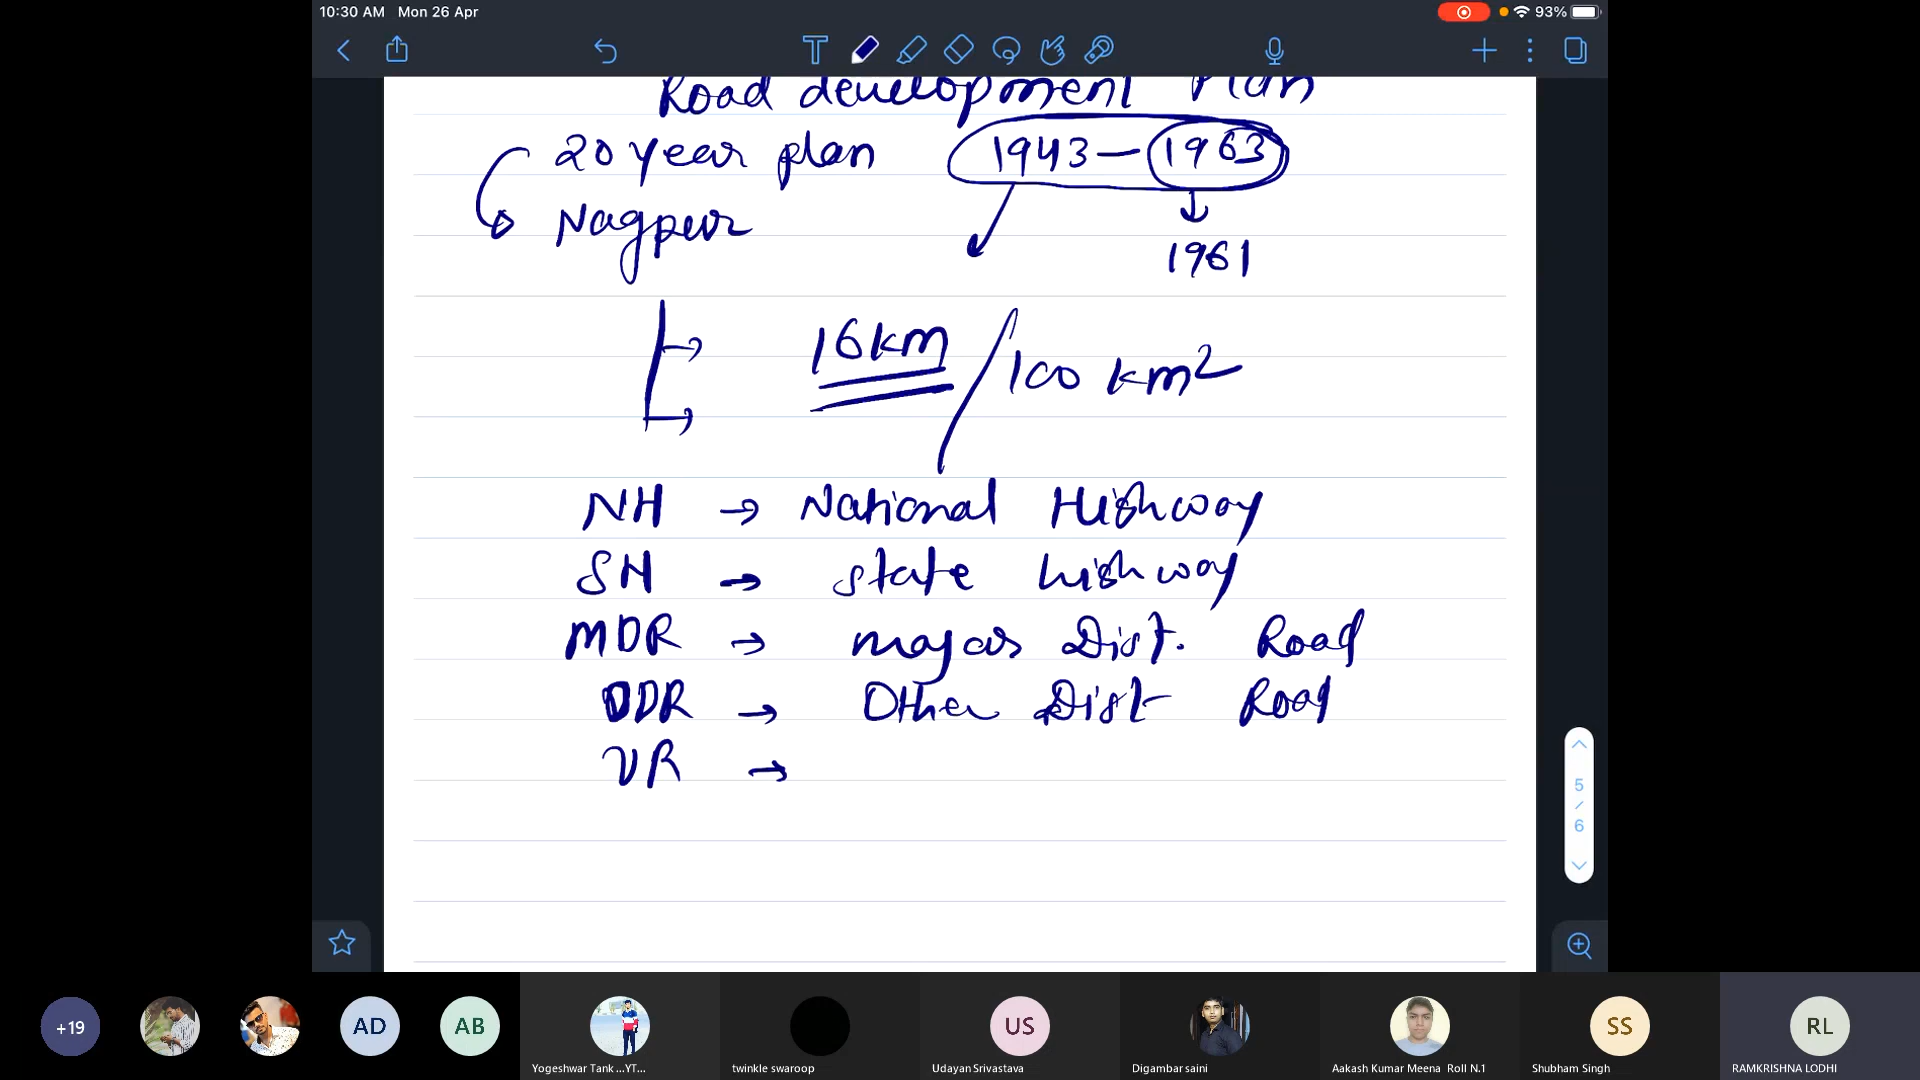 10:30 AM Mon 26 Apr
93%
Road development Plan
20 year plan 1943 – 1963
Nagpur
1961
16 km / 100 km²
NH → National Highway
SH → state highway
MDR → major Dist. Road
ODR → Other Dist Road
VR →
5
/
6
+19
AD
AB
US
SS
RL
Yogeshwar Tank ...YT...
twinkle swaroop
Udayan Srivastava
Digambar saini
Aakash Kumar Meena Roll N.1
Shubham Singh
RAMKRISHNA LODHI